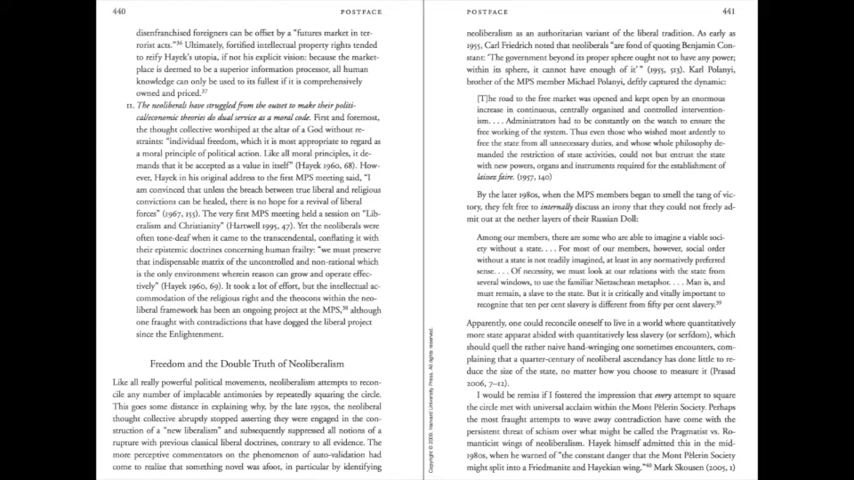 440
POSTFACE
disenfranchised foreigners can be offset by a “futures market in ter-
rorist acts.”36 Ultimately, fortified intellectual property rights tended
to reify Hayek’s utopia, if not his explicit vision: because the market-
place is deemed to be a superior information processor, all human
knowledge can only be used to its fullest if it is comprehensively
owned and priced.37
11. The neoliberals have struggled from the outset to make their politi-
cal/economic theories do dual service as a moral code. First and foremost,
the thought collective worshiped at the altar of a God without re-
straints: “individual freedom, which it is most appropriate to regard as
a moral principle of political action. Like all moral principles, it de-
mands that it be accepted as a value in itself” (Hayek 1960, 68). How-
ever, Hayek in his original address to the first MPS meeting said, “I
am convinced that unless the breach between true liberal and religious
convictions can be healed, there is no hope for a revival of liberal
forces” (1967, 155). The very first MPS meeting held a session on “Lib-
eralism and Christianity” (Hartwell 1995, 47). Yet the neoliberals were
often tone-deaf when it came to the transcendental, conflating it with
their epistemic doctrines concerning human frailty: “we must preserve
that indispensable matrix of the uncontrolled and non-rational which
is the only environment wherein reason can grow and operate effec-
tively” (Hayek 1960, 69). It took a lot of effort, but the intellectual ac-
commodation of the religious right and the theocons within the neo-
liberal framework has been an ongoing project at the MPS,38 although
one fraught with contradictions that have dogged the liberal project
since the Enlightenment.
Freedom and the Double Truth of Neoliberalism
Like all really powerful political movements, neoliberalism attempts to recon-
cile any number of implacable antimonies by repeatedly squaring the circle.
This goes some distance in explaining why, by the late 1950s, the neoliberal
thought collective abruptly stopped asserting they were engaged in the con-
struction of a “new liberalism” and subsequently suppressed all notions of a
rupture with previous classical liberal doctrines, contrary to all evidence. The
more perceptive commentators on the phenomenon of auto-validation had
come to realize that something novel was afoot, in particular by identifying
Copyright © 2009. Harvard University Press. All rights reserved.
POSTFACE
441
neoliberalism as an authoritarian variant of the liberal tradition. As early as
1955, Carl Friedrich noted that neoliberals “are fond of quoting Benjamin Con-
stant: ‘The government beyond its proper sphere ought not to have any power;
within its sphere, it cannot have enough of it’ ” (1955, 513). Karl Polanyi,
brother of the MPS member Michael Polanyi, deftly captured the dynamic:
[T]he road to the free market was opened and kept open by an enormous
increase in continuous, centrally organized and controlled intervention-
ism. . . . Administrators had to be constantly on the watch to ensure the
free working of the system. Thus even those who wished most ardently to
free the state from all unnecessary duties, and whose whole philosophy de-
manded the restriction of state activities, could not but entrust the state
with new powers, organs and instruments required for the establishment of
laissez faire. (1957, 140)
By the later 1980s, when the MPS members began to smell the tang of vic-
tory, they felt free to internally discuss an irony that they could not freely ad-
mit out at the nether layers of their Russian Doll:
Among our members, there are some who are able to imagine a viable soci-
ety without a state. . . . For most of our members, however, social order
without a state is not readily imagined, at least in any normatively preferred
sense. . . . Of necessity, we must look at our relations with the state from
several windows, to use the familiar Nietzschean metaphor. . . . Man is, and
must remain, a slave to the state. But it is critically and vitally important to
recognize that ten per cent slavery is different from fifty per cent slavery.39
Apparently, one could reconcile oneself to live in a world where quantitatively
more state apparat abided with quantitatively less slavery (or serfdom), which
should quell the rather naive hand-wringing one sometimes encounters, com-
plaining that a quarter-century of neoliberal ascendancy has done little to re-
duce the size of the state, no matter how you choose to measure it (Prasad
2006, 7–12).
I would be remiss if I fostered the impression that every attempt to square
the circle met with universal acclaim within the Mont Pèlerin Society. Perhaps
the most fraught attempts to wave away contradiction have come with the
persistent threat of schism over what might be called the Pragmatist vs. Ro-
manticist wings of neoliberalism. Hayek himself admitted this in the mid-
1980s, when he warned of “the constant danger that the Mont Pèlerin Society
might split into a Friedmanite and Hayekian wing.”40 Mark Skousen (2005, 1)